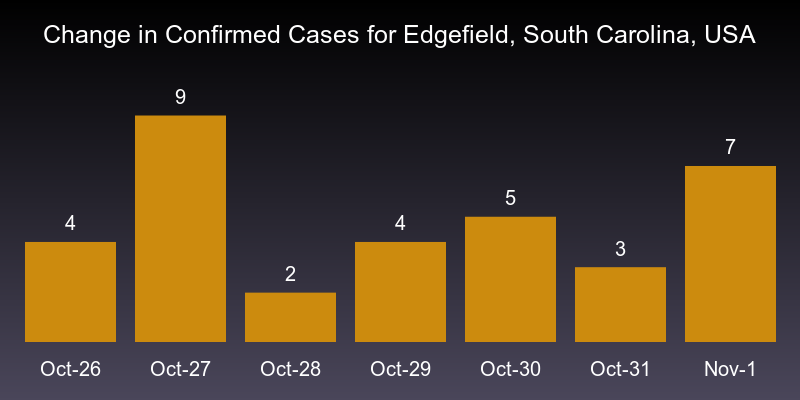 Change in Confirmed Cases for Edgefield, South Carolina, USA
4
9
2
4
5
3
7
Oct-26
Oct-27
Oct-28
Oct-29
Oct-30
Oct-31
Nov-1